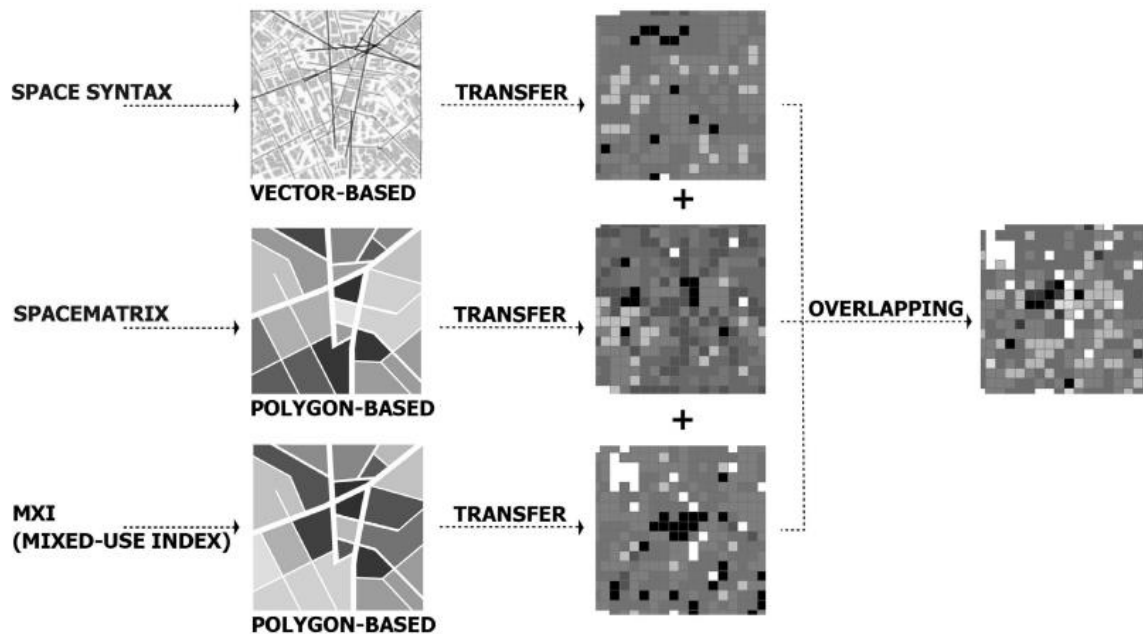 SPACE SYNTAX
TRANSFER
VECTOR-BASED
+
SPACEMATRIX
TRANSFER
OVERLAPPING
POLYGON-BASED
+
MXI
(MIXED-USE INDEX)
TRANSFER
POLYGON-BASED